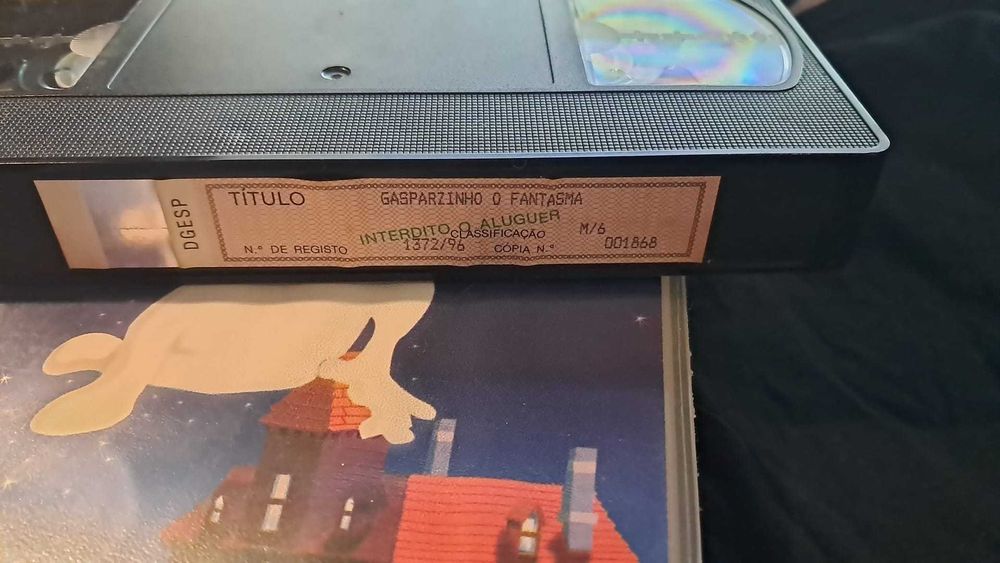 DGESP
TÍTULO GASPARZINHO O FANTASMA
INTERDITO O ALUGUER
CLASSIFICAÇÃO M/6
N.º DE REGISTO 1372/96 CÓPIA N.º 001868